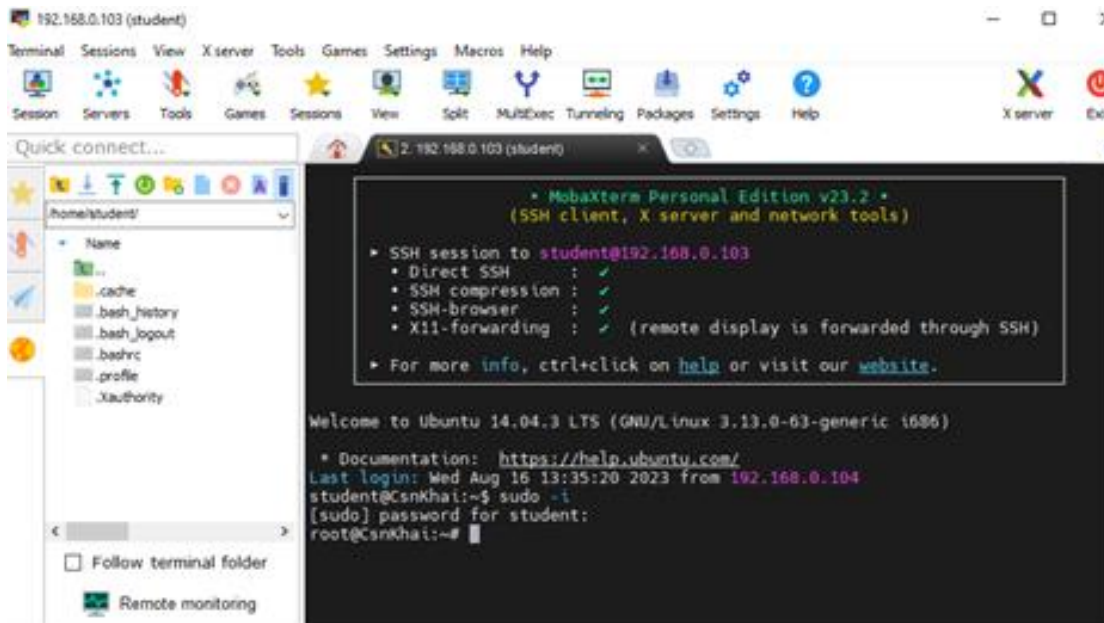 192.168.0.103 (student)
Terminal Sessions View X server Tools Games Settings Macros Help
Session Servers Tools Games Sessions View Split MultiExec Tunneling Packages Settings Help X server Exi
Quick connect...
2. 192.168.0.103 (student)
/home/student/
Name
..
.cache
.bash_history
.bash_logout
.bashrc
.profile
.Xauthority
Follow terminal folder
Remote monitoring
• MobaXterm Personal Edition v23.2 •
(SSH client, X server and network tools)
► SSH session to student@192.168.0.103
• Direct SSH : ✓
• SSH compression : ✓
• SSH-browser : ✓
• X11-forwarding : ✓ (remote display is forwarded through SSH)
► For more info, ctrl+click on help or visit our website.
Welcome to Ubuntu 14.04.3 LTS (GNU/Linux 3.13.0-63-generic i686)
* Documentation: https://help.ubuntu.com/
Last login: Wed Aug 16 13:35:20 2023 from 192.168.0.104
student@CsnKhai:~$ sudo -i
[sudo] password for student:
root@CsnKhai:~#